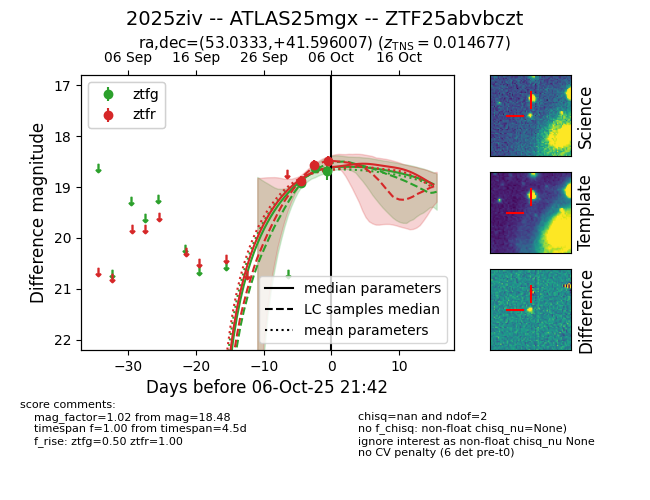 2025ziv -- ATLAS25mgx -- ZTF25abvbczt
ra,dec=(53.0333,+41.596007) (z_TNS = 0.014677)
06 Sep 16 Sep 26 Sep 06 Oct 16 Oct
17
18
19
20
21
22
Difference magnitude
ztfg
ztfr
median parameters
LC samples median
mean parameters
−30 −20 −10 0 10
Days before 06-Oct-25 21:42
Science
Template
Difference
score comments:
mag_factor=1.02 from mag=18.48
timespan f=1.00 from timespan=4.5d
f_rise: ztfg=0.50 ztfr=1.00
chisq=nan and ndof=2
no f_chisq: non-float chisq_nu=None)
ignore interest as non-float chisq_nu None
no CV penalty (6 det pre-t0)